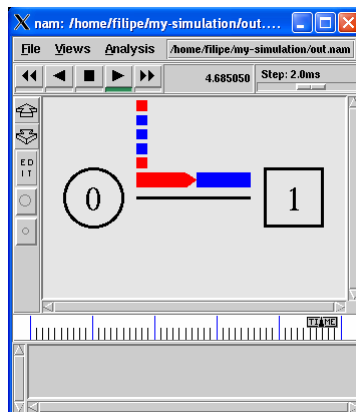 nam: /home/filipe/my-simulation/out....
File Views Analysis /home/filipe/my-simulation/out.nam
4.685050 Step: 2.0ms
ED
IT
0 1
TIME